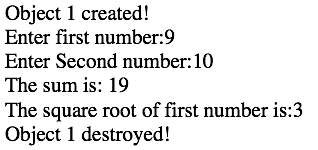 Object 1 created!
Enter first number:9
Enter Second number:10
The sum is: 19
The square root of first number is:3
Object 1 destroyed!